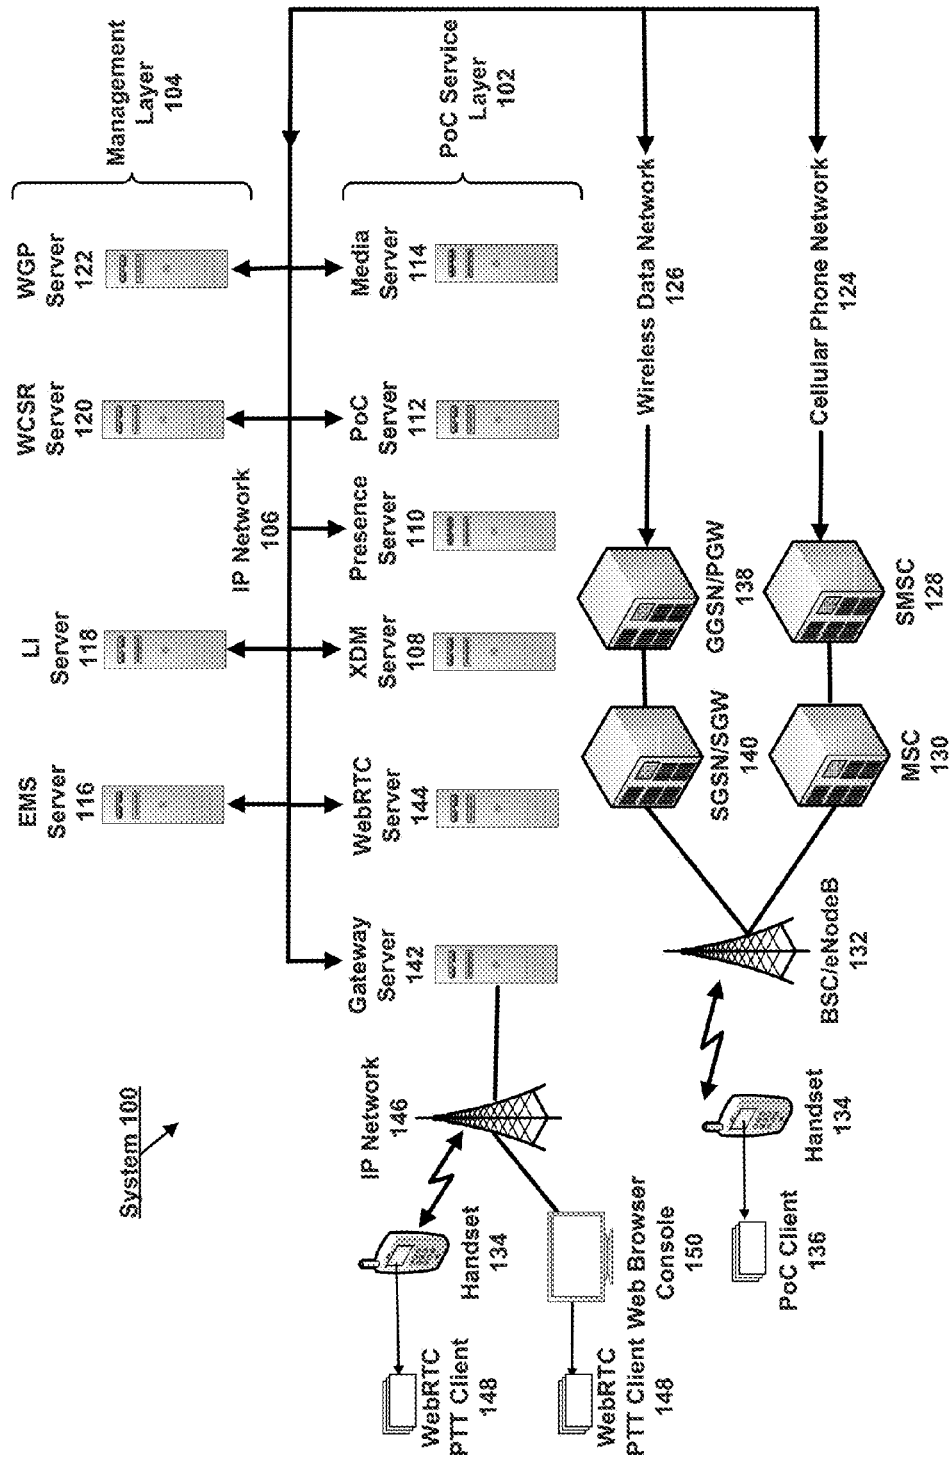 System 100
EMS
Server
116
LI
Server
118
WCSR
Server
120
WGP
Server
122
Management
Layer
104
IP Network
106
Gateway
Server
142
WebRTC
Server
144
XDM
Server
108
Presence
Server
110
PoC
Server
112
Media
Server
114
PoC Service
Layer
102
IP Network
146
Handset
134
WebRTC
PTT Client
148
Web Browser
Console
150
WebRTC
PTT Client
148
SGSN/SGW
140
GGSN/PGW
138
Wireless Data Network
126
BSC/eNodeB
132
MSC
130
SMSC
128
Cellular Phone Network
124
Handset
134
PoC Client
136